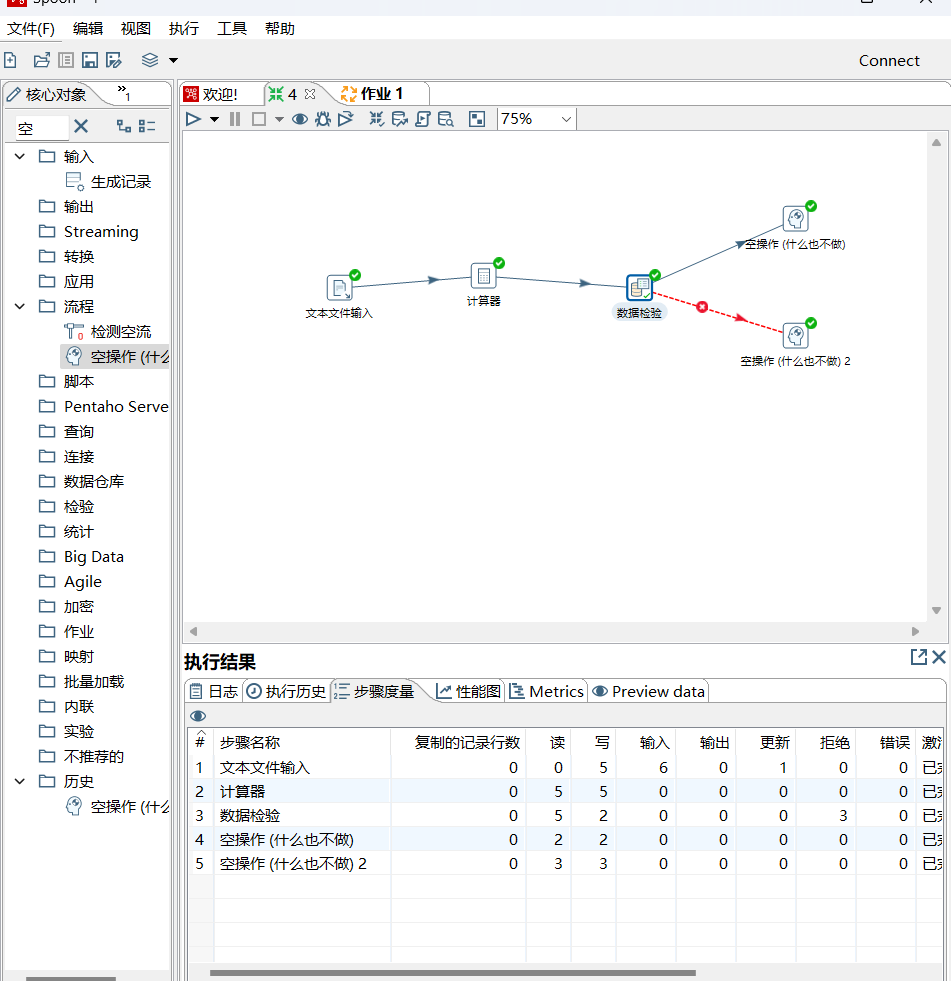 Spoon
文件(F) 编辑 视图 执行 工具 帮助
Connect
核心对象 »1
欢迎! 4 作业 1
空
75%
输入
生成记录
输出
Streaming
转换
应用
流程
检测空流
空操作 (什么
脚本
Pentaho Serve
查询
连接
数据仓库
检验
统计
Big Data
Agile
加密
作业
映射
批量加载
内联
实验
不推荐的
历史
空操作 (什么
空操作 (什么也不做)
计算器
文本文件输入
数据检验
空操作 (什么也不做) 2
执行结果
日志 执行历史 步骤度量 性能图 Metrics Preview data
# 步骤名称 复制的记录行数 读 写 输入 输出 更新 拒绝 错误 激
1 文本文件输入 0 0 5 6 0 1 0 0 已完
2 计算器 0 5 5 0 0 0 0 0 已完
3 数据检验 0 5 2 0 0 0 3 0 已完
4 空操作 (什么也不做) 0 2 2 0 0 0 0 0 已完
5 空操作 (什么也不做) 2 0 3 3 0 0 0 0 0 已完